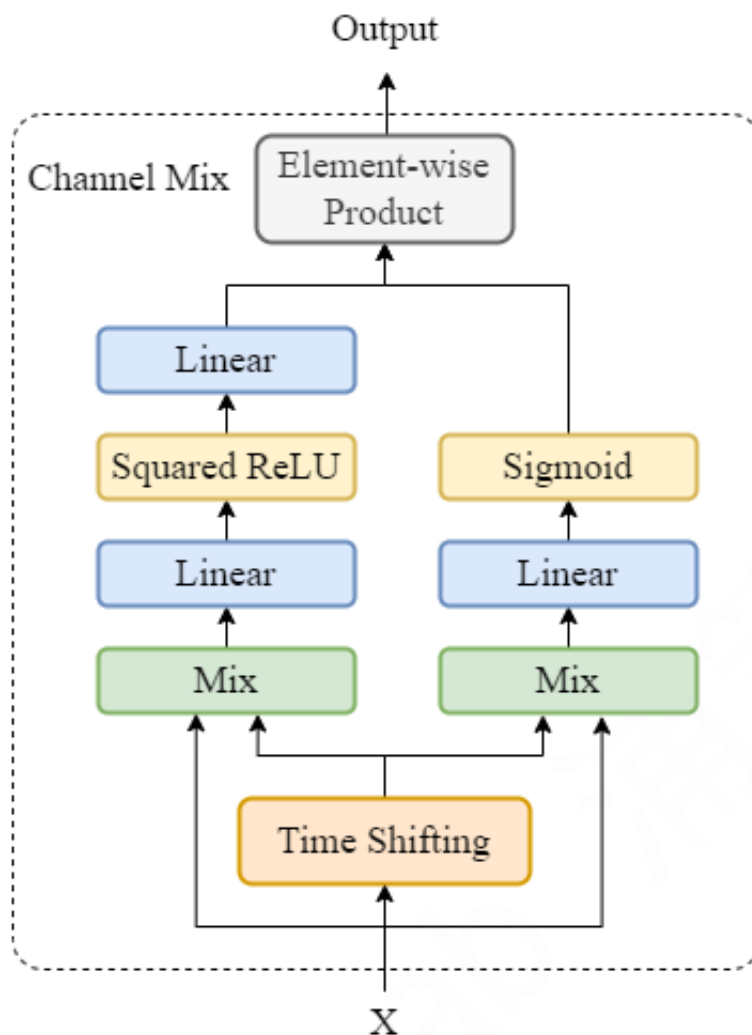 Output
Channel Mix
Element-wise
Product
Linear
Squared ReLU
Sigmoid
Linear
Linear
Mix
Mix
Time Shifting
X